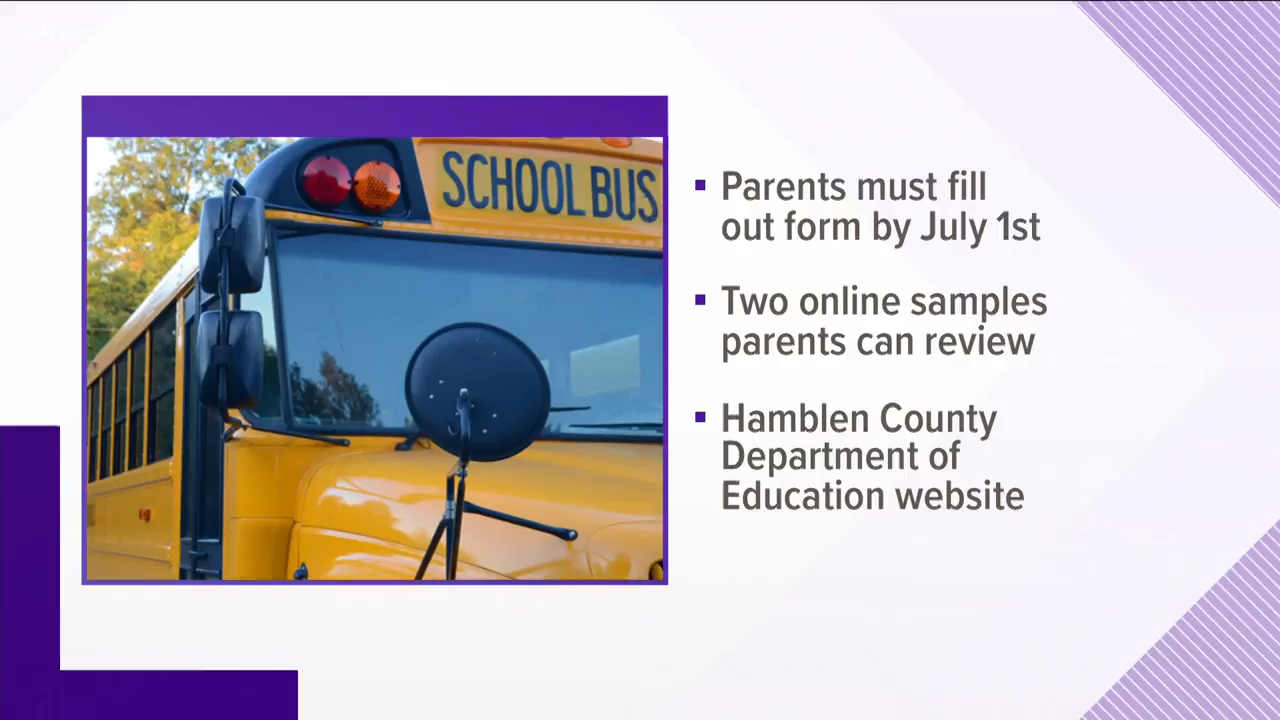 SCHOOL BUS
Parents must fill
out form by July 1st
Two online samples
parents can review
Hamblen County
Department of
Education website